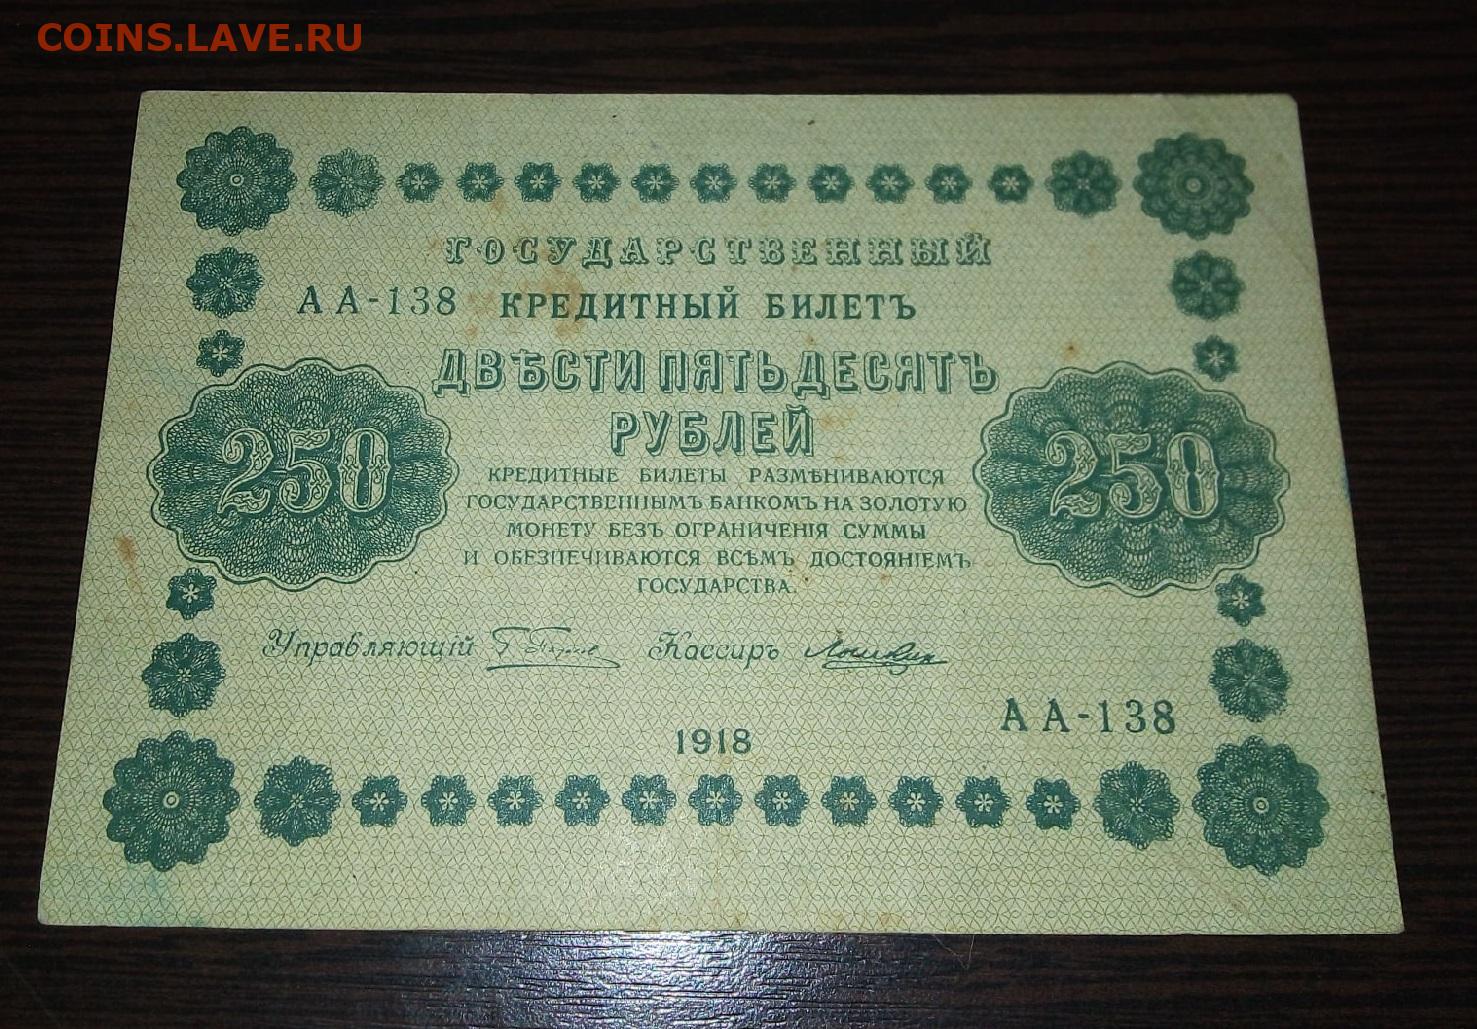 COINS.LAVE.RU
ГОСУДАРСТВЕННЫЙ
АА-138 КРЕДИТНЫЙ БИЛЕТЪ
ДВѢСТИ ПЯТЬДЕСЯТЪ
РУБЛЕЙ
250 250
КРЕДИТНЫЕ БИЛЕТЫ РАЗМѢНИВАЮТСЯ
ГОСУДАРСТВЕННЫМЪ БАНКОМЪ НА ЗОЛОТУЮ
МОНЕТУ БЕЗЪ ОГРАНИЧЕНІЯ СУММЫ
И ОБЕЗПЕЧИВАЮТСЯ ВСѢМЪ ДОСТОЯНІЕМЪ
ГОСУДАРСТВА.
Управляющій Кассиръ
АА-138
1918